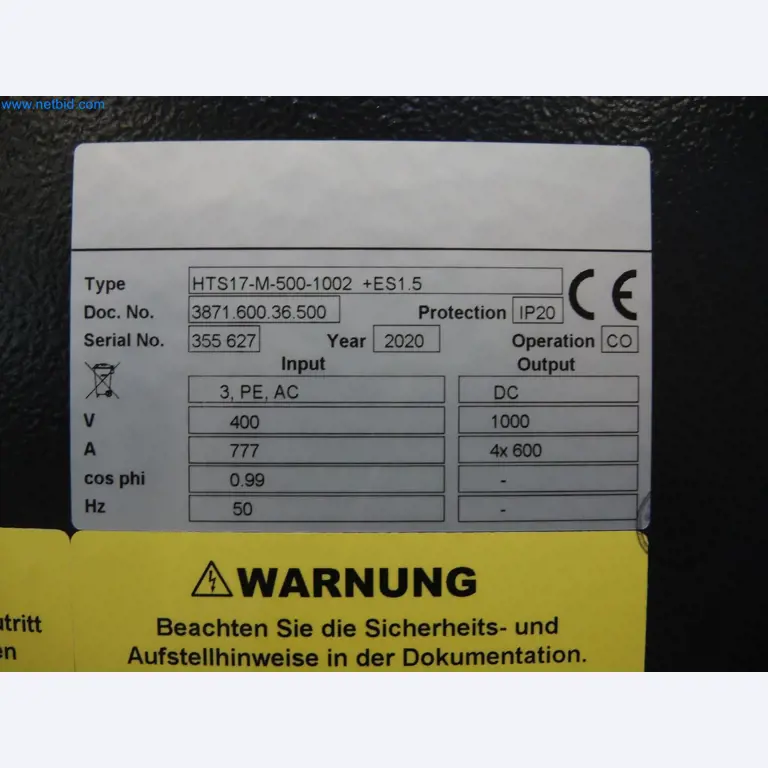 www.netbid.com
Type HTS17-M-500-1002 +ES1.5
Doc. No. 3871.600.36.500 Protection IP20
Serial No. 355 627 Year 2020 Operation CO
Input Output
3, PE, AC DC
V 400 1000
A 777 4x 600
cos phi 0.99 -
Hz 50 -
WARNUNG
Beachten Sie die Sicherheits- und
Aufstellhinweise in der Dokumentation.